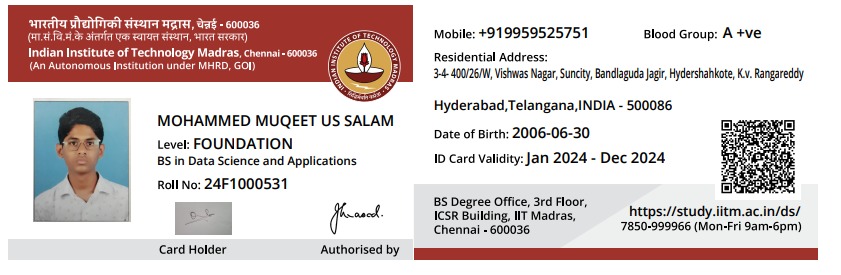 भारतीय प्रौद्योगिकी संस्थान मद्रास, चेन्नई - 600036
(मा.सं.वि.मं.के अंतर्गत एक स्वायत्त संस्थान, भारत सरकार)
Indian Institute of Technology Madras, Chennai - 600036
(An Autonomous Institution under MHRD, GOI)
INDIAN INSTITUTE OF TECHNOLOGY MADRAS
MOHAMMED MUQEET US SALAM
Level: FOUNDATION
BS in Data Science and Applications
Roll No: 24F1000531
Card Holder
Authorised by
Mobile: +919959525751
Blood Group: A +ve
Residential Address:
3-4- 400/26/W, Vishwas Nagar, Suncity, Bandlaguda Jagir, Hydershahkote, K.v. Rangareddy
Hyderabad,Telangana,INDIA - 500086
Date of Birth: 2006-06-30
ID Card Validity: Jan 2024 - Dec 2024
BS Degree Office, 3rd Floor,
ICSR Building, IIT Madras,
Chennai - 600036
https://study.iitm.ac.in/ds/
7850-999966 (Mon-Fri 9am-6pm)